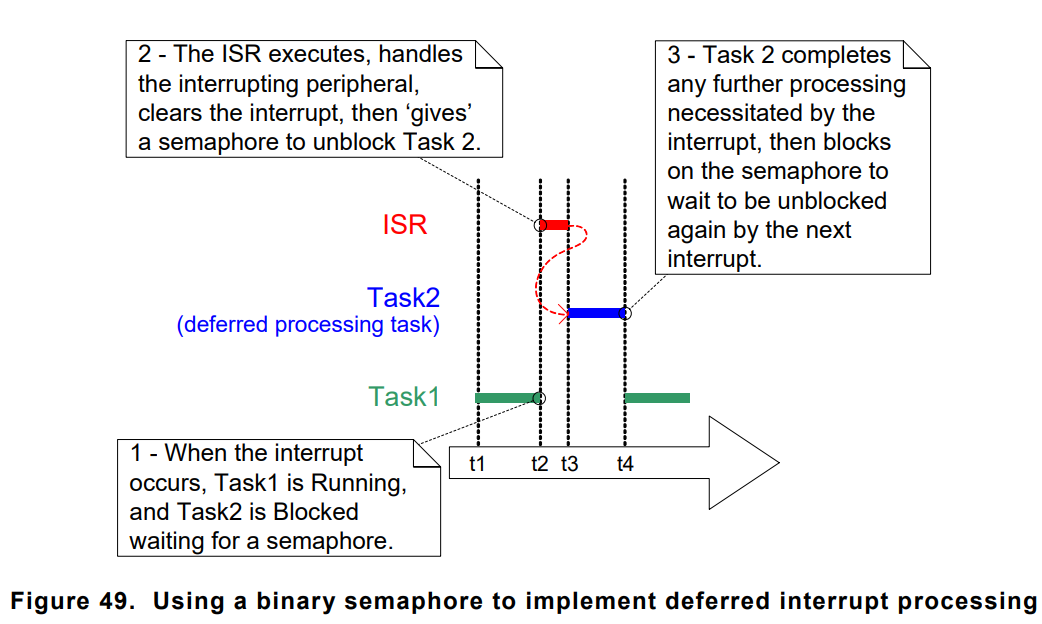 2 - The ISR executes, handles
the interrupting peripheral,
clears the interrupt, then ‘gives’
a semaphore to unblock Task 2.
3 - Task 2 completes
any further processing
necessitated by the
interrupt, then blocks
on the semaphore to
wait to be unblocked
again by the next
interrupt.
ISR
Task2
(deferred processing task)
Task1
1 - When the interrupt
occurs, Task1 is Running,
and Task2 is Blocked
waiting for a semaphore.
t1 t2 t3 t4
Figure 49. Using a binary semaphore to implement deferred interrupt processing